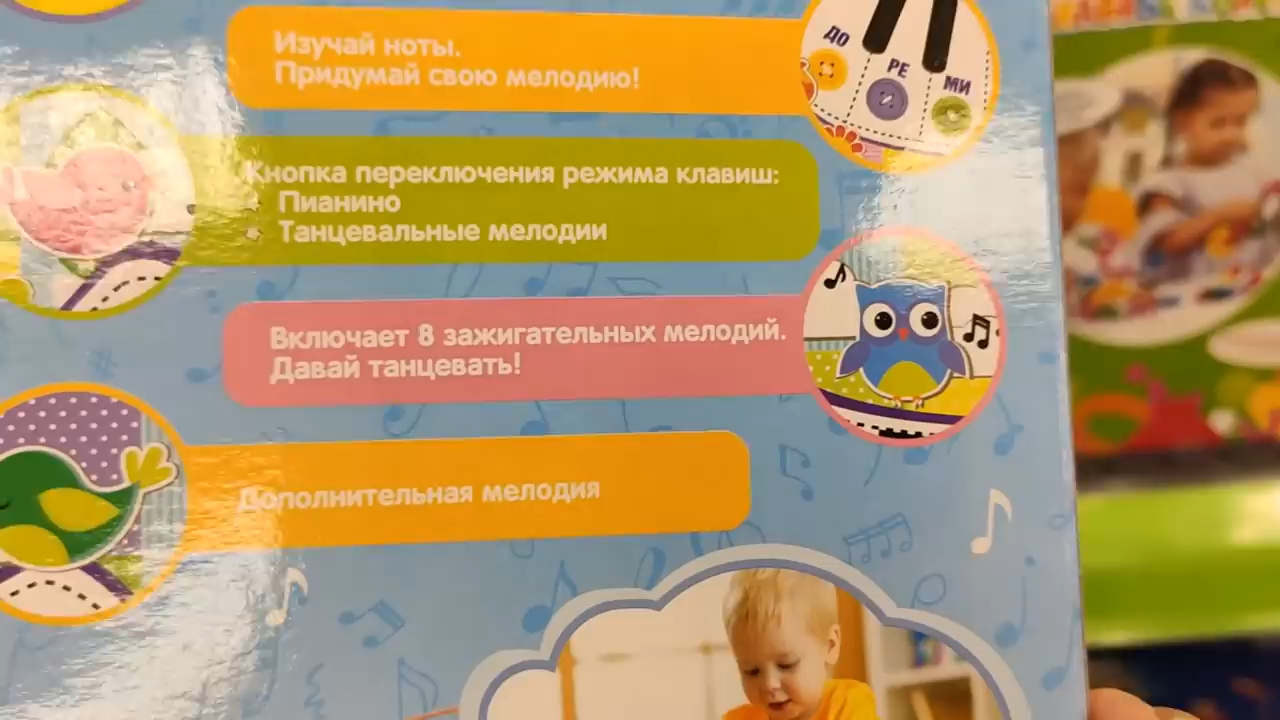 Изучай ноты.
Придумай свою мелодию!
ДО
РЕ
МИ
Кнопка переключения режима клавиш:
Пианино
Танцевальные мелодии
Включает 8 зажигательных мелодий.
Давай танцевать!
Дополнительная мелодия